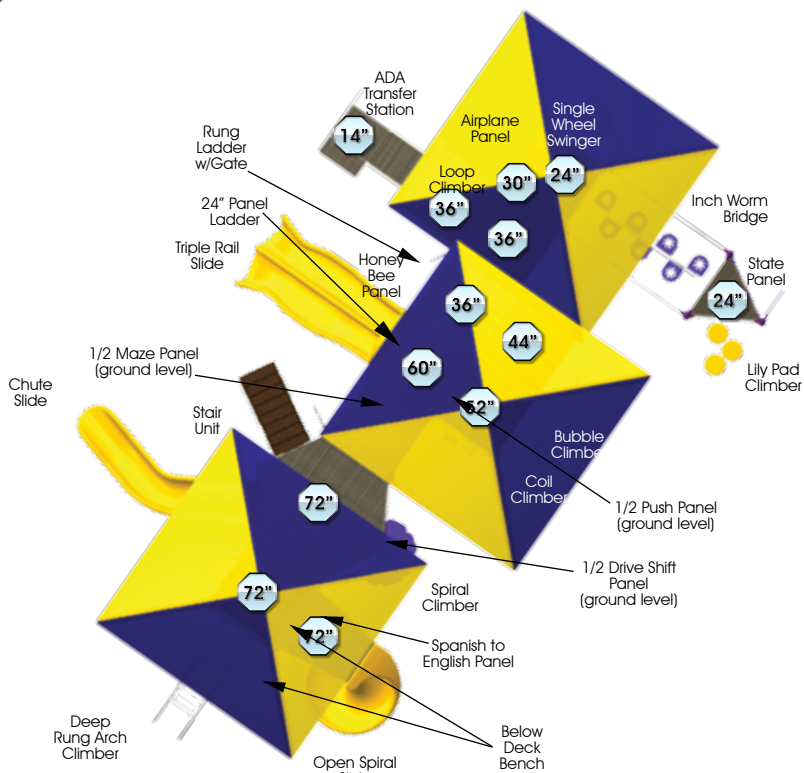 ADA
Transfer
Station
14"
Airplane
Panel
Single
Wheel
Swinger
Rung
Ladder
w/Gate
Loop
Climber
30"
24"
36"
36"
24" Panel
Ladder
Inch Worm
Bridge
Triple Rail
Slide
Honey
Bee
Panel
State
Panel
24"
36"
44"
1/2 Maze Panel
(ground level)
60"
Lily Pad
Climber
Chute
Slide
52"
Stair
Unit
Bubble
Climbe
Coil
Climber
72"
1/2 Push Panel
(ground level)
1/2 Drive Shift
Panel
(ground level)
72"
Spiral
Climber
72"
Spanish to
English Panel
Deep
Rung Arch
Climber
Below
Deck
Bench
Open Spiral